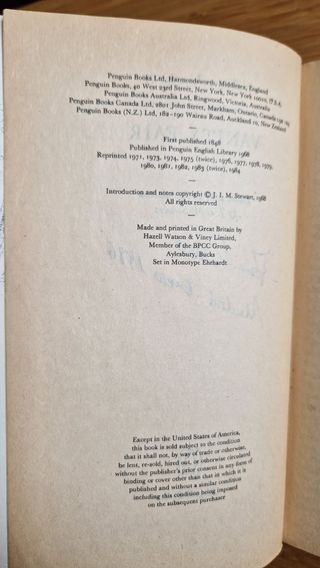 Penguin Books Ltd, Harmondsworth, Middlesex, England
Penguin Books, 40 West 23rd Street, New York, New York 10010, U.S.A.
Penguin Books Australia Ltd, Ringwood, Victoria, Australia
Penguin Books Canada Ltd, 2801 John Street, Markham, Ontario, Canada L3R 1B4
Penguin Books (N.Z.) Ltd, 182–190 Wairau Road, Auckland 10, New Zealand
—
First published 1848
Published in Penguin English Library 1968
Reprinted 1971, 1973, 1974, 1975 (twice), 1976, 1977, 1978, 1979,
1980, 1981, 1982, 1983 (twice), 1984
—
Introduction and notes copyright © J. I. M. Stewart, 1968
All rights reserved
—
Made and printed in Great Britain by
Hazell Watson & Viney Limited,
Member of the BPCC Group,
Aylesbury, Bucks
Set in Monotype Ehrhardt
Except in the United States of America,
this book is sold subject to the condition
that it shall not, by way of trade or otherwise,
be lent, re-sold, hired out, or otherwise circulated
without the publisher's prior consent in any form of
binding or cover other than that in which it is
published and without a similar condition
including this condition being imposed
on the subsequent purchaser